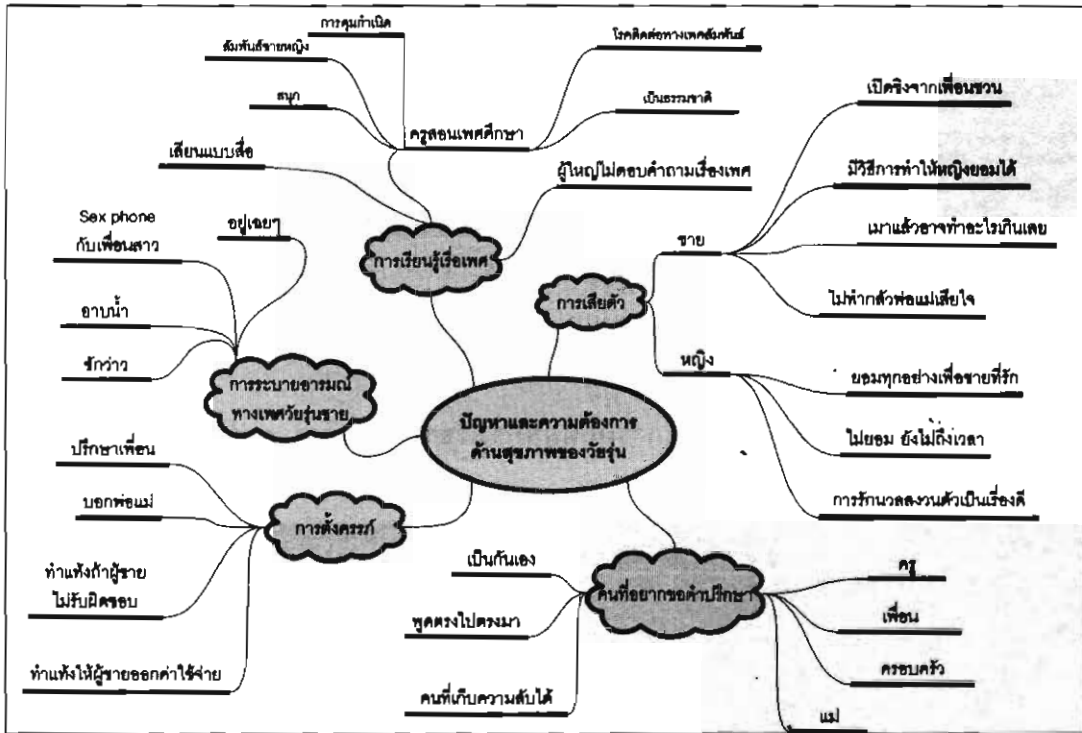 การคุมกำเนิด
สัมพันธ์ชายหญิง
สนุก
เลียนแบบสื่อ
ครูสอนเพศศึกษา
โรคติดต่อทางเพศสัมพันธ์
เป็นธรรมชาติ
ผู้ใหญ่ไม่ตอบคำถามเรื่องเพศ
การเรียนรู้เรื่อเพศ
Sex phone
กับเพื่อนสาว
อยู่เฉยๆ
อาบน้ำ
ชักว่าว
การระบายอารมณ์
ทางเพศวัยรุ่นชาย
การเสียตัว
ชาย
เปิดซิงจากเพื่อนชวน
มีวิธีการทำให้หญิงยอมได้
เมาแล้วอาจทำอะไรเกินเลย
ไม่ทำกลัวพ่อแม่เสียใจ
หญิง
ยอมทุกอย่างเพื่อชายที่รัก
ไม่ยอม ยังไม่ถึงเวลา
การรักนวลสงวนตัวเป็นเรื่องดี
ปัญหาและความต้องการ
ด้านสุขภาพของวัยรุ่น
ปรึกษาเพื่อน
บอกพ่อแม่
ทำแท้งถ้าผู้ชาย
ไม่รับผิดชอบ
ทำแท้งให้ผู้ชายออกค่าใช้จ่าย
การตั้งครรภ์
เป็นกันเอง
พูดตรงไปตรงมา
คนที่เก็บความลับได้
คนที่อยากขอคำปรึกษา
ครู
เพื่อน
ครอบครัว
แม่